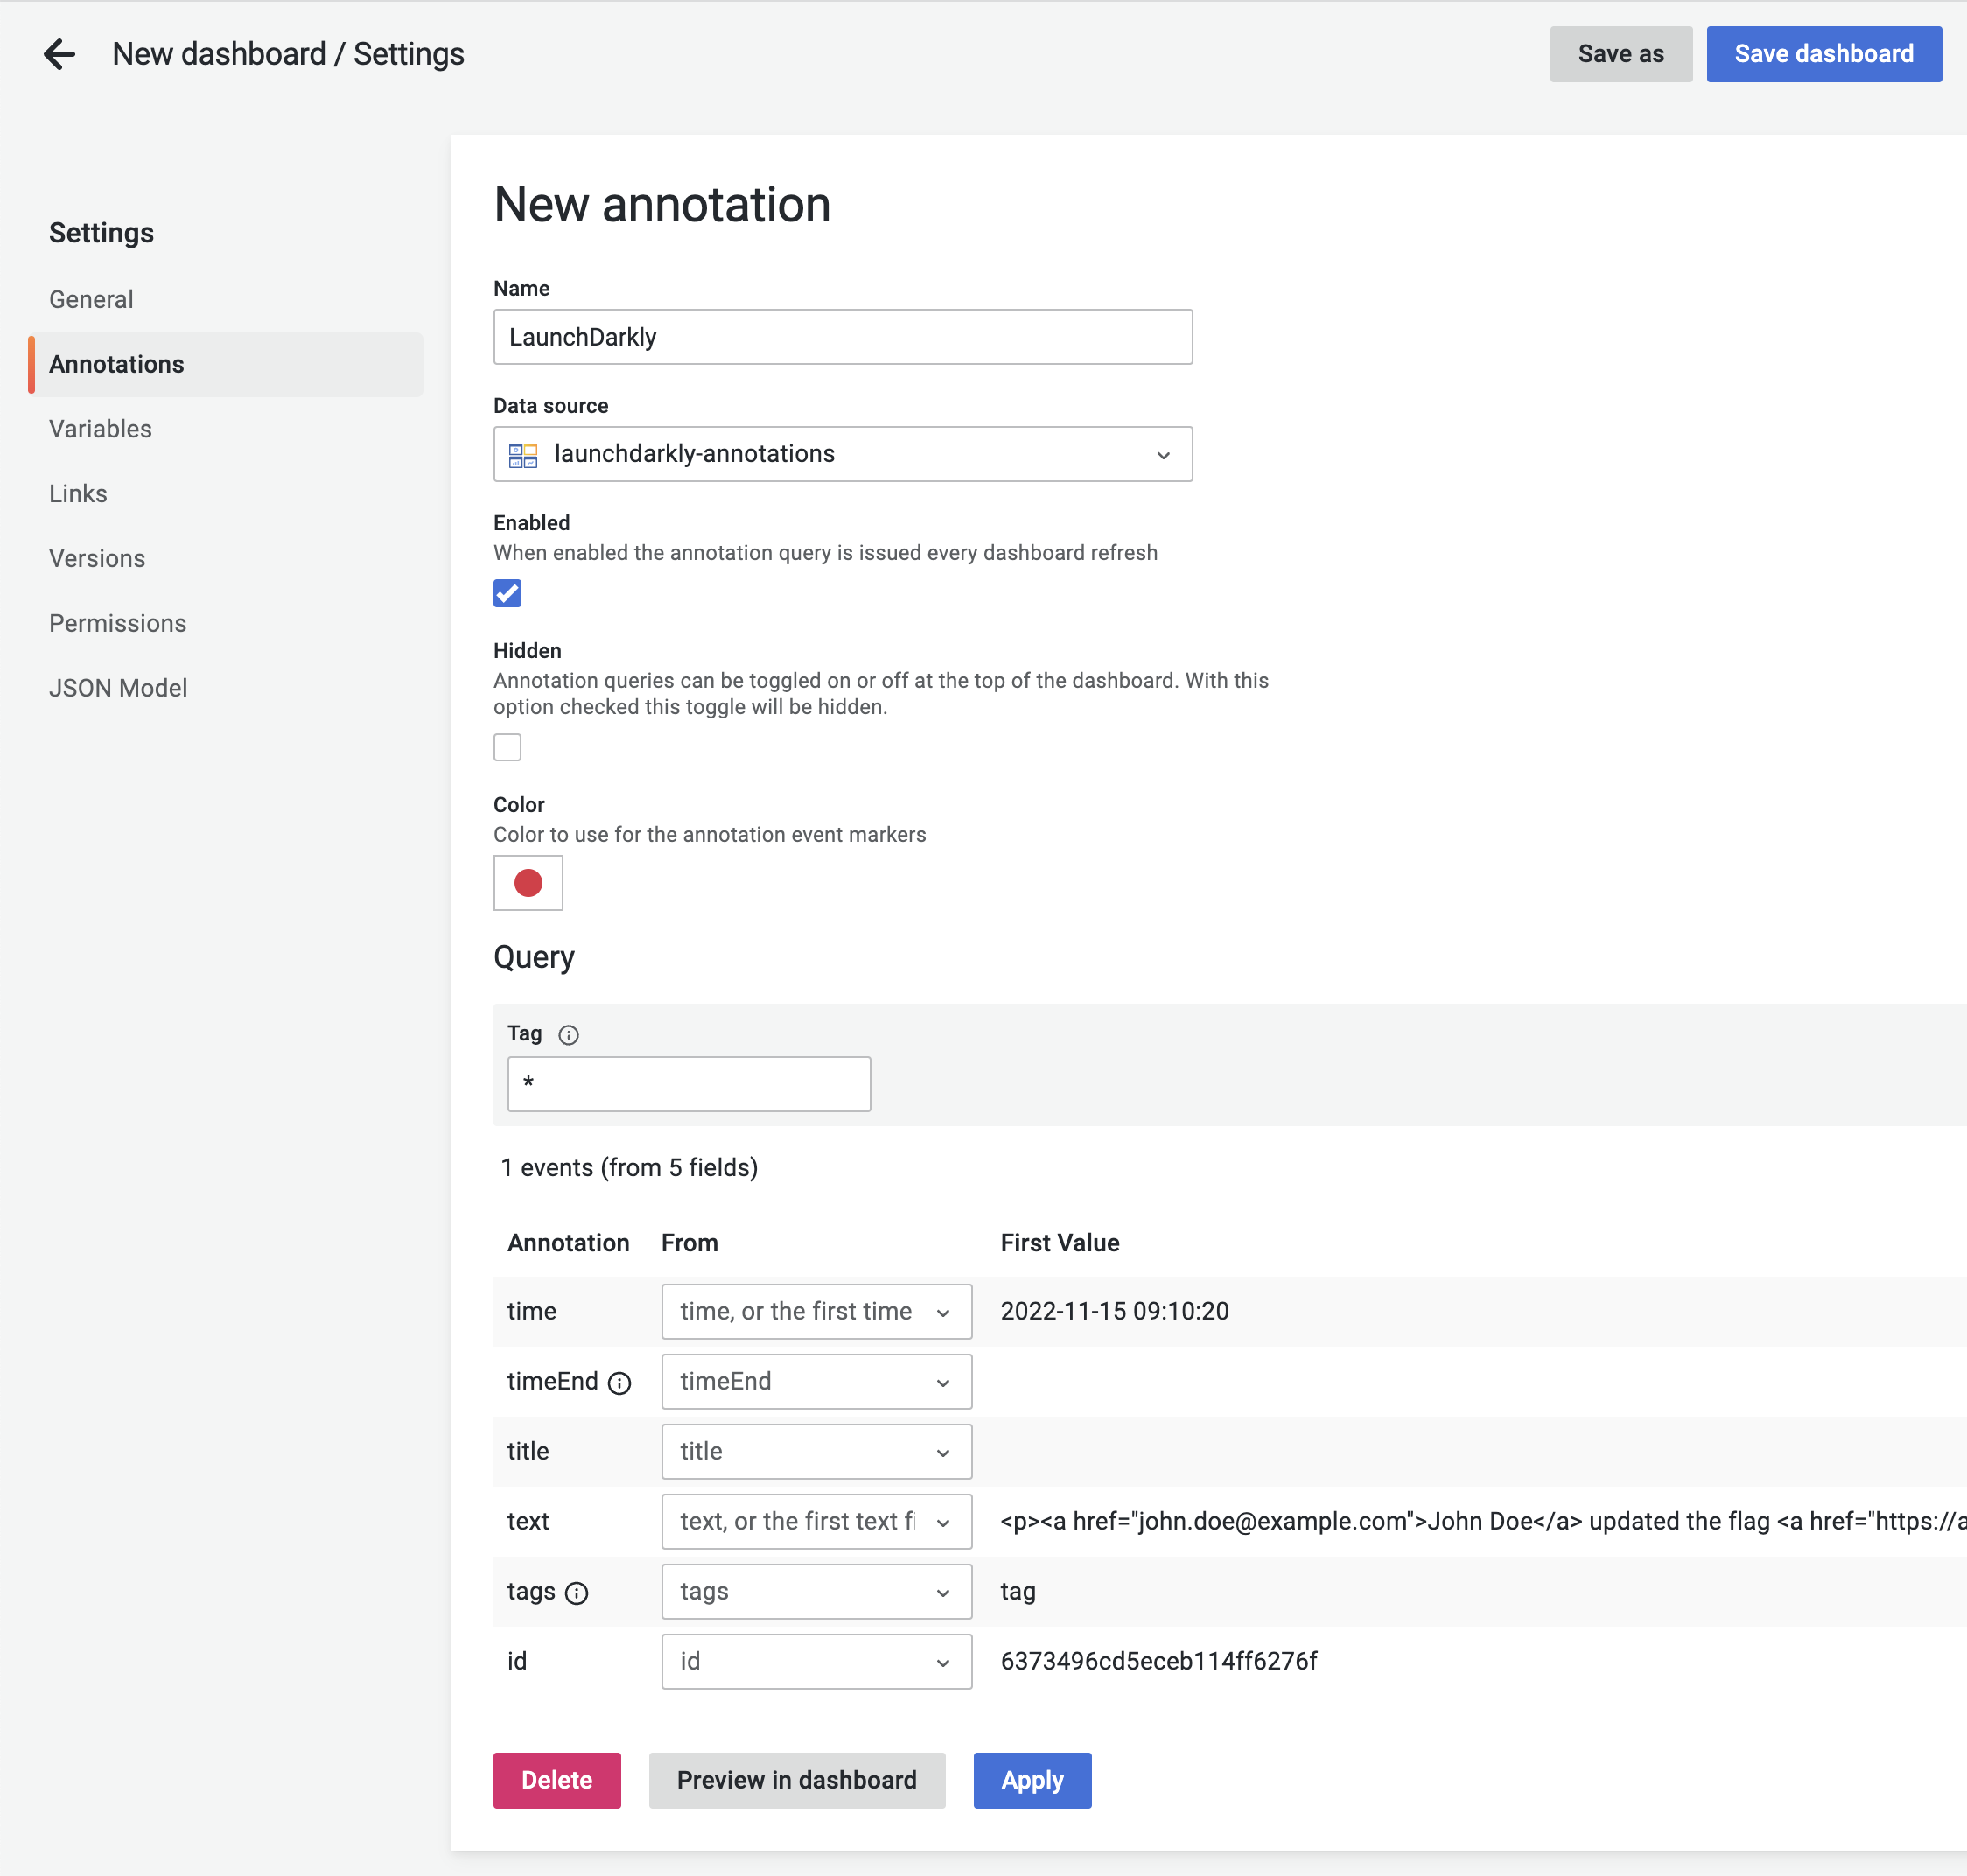 New dashboard / Settings
Save as
Save dashboard
Settings
General
Annotations
Variables
Links
Versions
Permissions
JSON Model
New annotation
Name
LaunchDarkly
Data source
launchdarkly-annotations
Enabled
When enabled the annotation query is issued every dashboard refresh
Hidden
Annotation queries can be toggled on or off at the top of the dashboard. With this
option checked this toggle will be hidden.
Color
Color to use for the annotation event markers
Query
Tag
*
1 events (from 5 fields)
Annotation From First Value
time time, or the first time 2022-11-15 09:10:20
timeEnd timeEnd
title title
text text, or the first text fi <p><a href="john.doe@example.com">John Doe</a> updated the flag <a href="https://a
tags tags tag
id id 6373496cd5eceb114ff6276f
Delete
Preview in dashboard
Apply